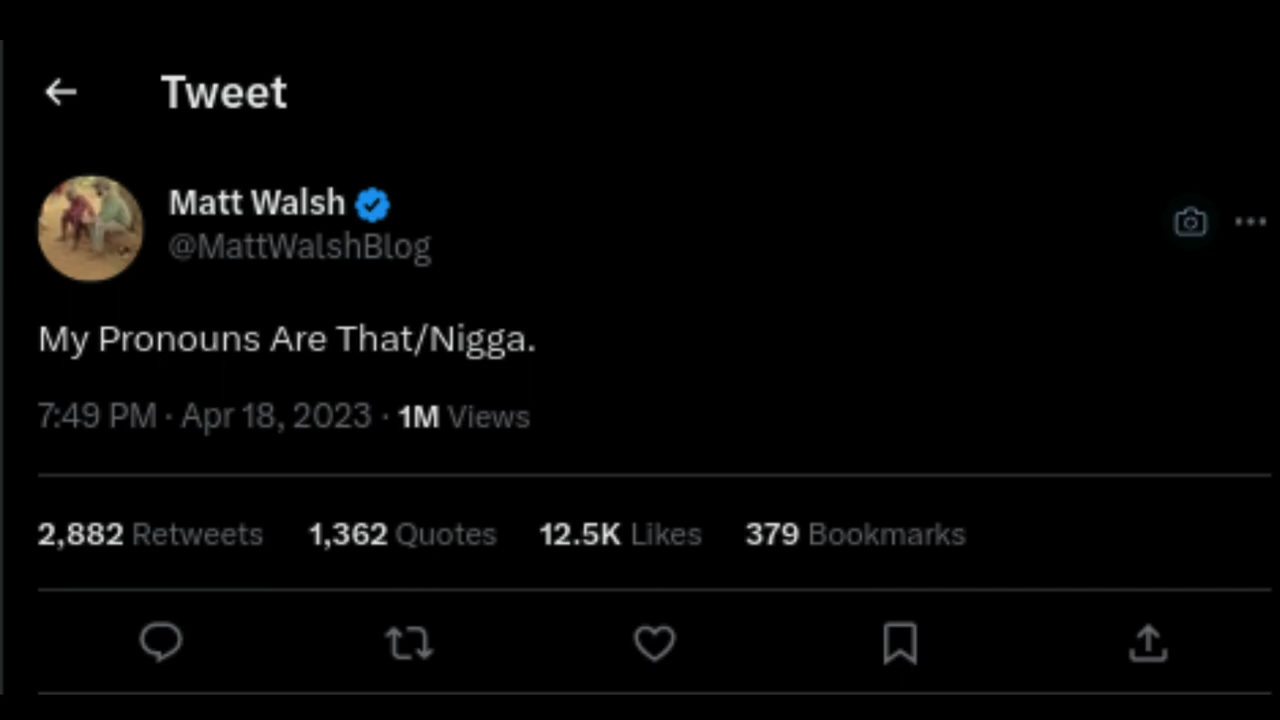 Tweet
Matt Walsh
@MattWalshBlog
My Pronouns Are That/Nigga.
7:49 PM · Apr 18, 2023 · 1M Views
2,882 Retweets 1,362 Quotes 12.5K Likes 379 Bookmarks